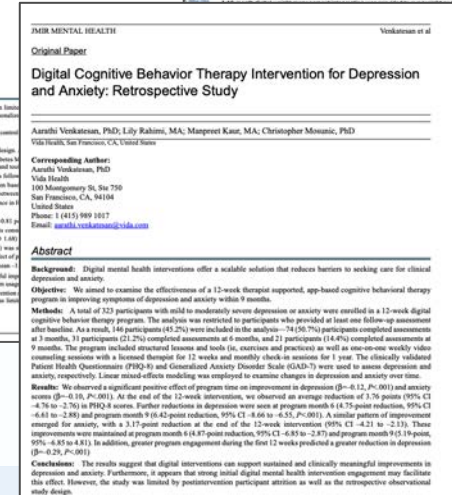 JMIR MENTAL HEALTH Venkatesan et al
Original Paper
Digital Cognitive Behavior Therapy Intervention for Depression
and Anxiety: Retrospective Study
Aarathi Venkatesan, PhD; Lily Rahimi, MA; Manpreet Kaur, MA; Christopher Mosunic, PhD
Vida Health, San Francisco, CA, United States
Corresponding Author:
Aarathi Venkatesan, PhD
Vida Health
100 Montgomery St, Ste 750
San Francisco, CA, 94104
United States
Phone: 1 (415) 989 1017
Email: aarathi.venkatesan@vida.com
Abstract
Background: Digital mental health interventions offer a scalable solution that reduces barriers to seeking care for clinical
depression and anxiety.
Objective: We aimed to examine the effectiveness of a 12-week therapist supported, app-based cognitive behavioral therapy
program in improving symptoms of depression and anxiety within 9 months.
Methods: A total of 323 participants with mild to moderately severe depression or anxiety were enrolled in a 12-week digital
cognitive behavior therapy program. The analysis was restricted to participants who provided at least one follow-up assessment
after baseline. As a result, 146 participants (45.2%) were included in the analysis—74 (50.7%) participants completed assessments
at 3 months, 31 (21.2%) completed assessments at 6 months, and 21 participants (14.4%) completed assessments at
9 months. The program included structured lessons and tools (ie, exercises and practices) as well as one-on-one weekly video
counseling sessions with a licensed therapist for 12 weeks and monthly check-in sessions for 1 year. The clinically validated
Patient Health Questionnaire (PHQ-8) and Generalized Anxiety Disorder Scale (GAD-7) were used to assess depression and
anxiety, respectively. Linear mixed-effects modeling was employed to examine changes in depression and anxiety over time.
Results: We observed a significant positive effect of program time on improvement in depression (β=–0.12, P<.001) and anxiety
scores (β=–0.10, P<.001). At the end of the 12-week intervention, we observed an average reduction of 3.76 points (95% CI
–4.76 to –2.76) in PHQ-8 scores. Further reductions in depression were seen at program month 6 (4.75-point reduction, 95% CI
–6.61 to –2.88) and program month 9 (6.42-point reduction, 95% CI –8.66 to –6.55, P<.001). A similar pattern of improvement
emerged for anxiety, with a 3.17-point reduction at the end of the 12-week intervention (95% CI –4.21 to –2.13). These
improvements were maintained at program month 6 (4.87-point reduction, 95% CI –6.85 to –2.87) and program month 9 (5.19-point,
95% –6.85 to 4.81). In addition, greater program engagement during the first 12 weeks predicted a greater reduction in depression
(β=–0.29, P<.001)
Conclusions: The results suggest that digital interventions can support sustained and clinically meaningful improvements in
depression and anxiety. Furthermore, it appears that strong initial digital mental health intervention engagement may facilitate
this effect. However, the study was limited by postintervention participant attrition as well as the retrospective observational
study design.